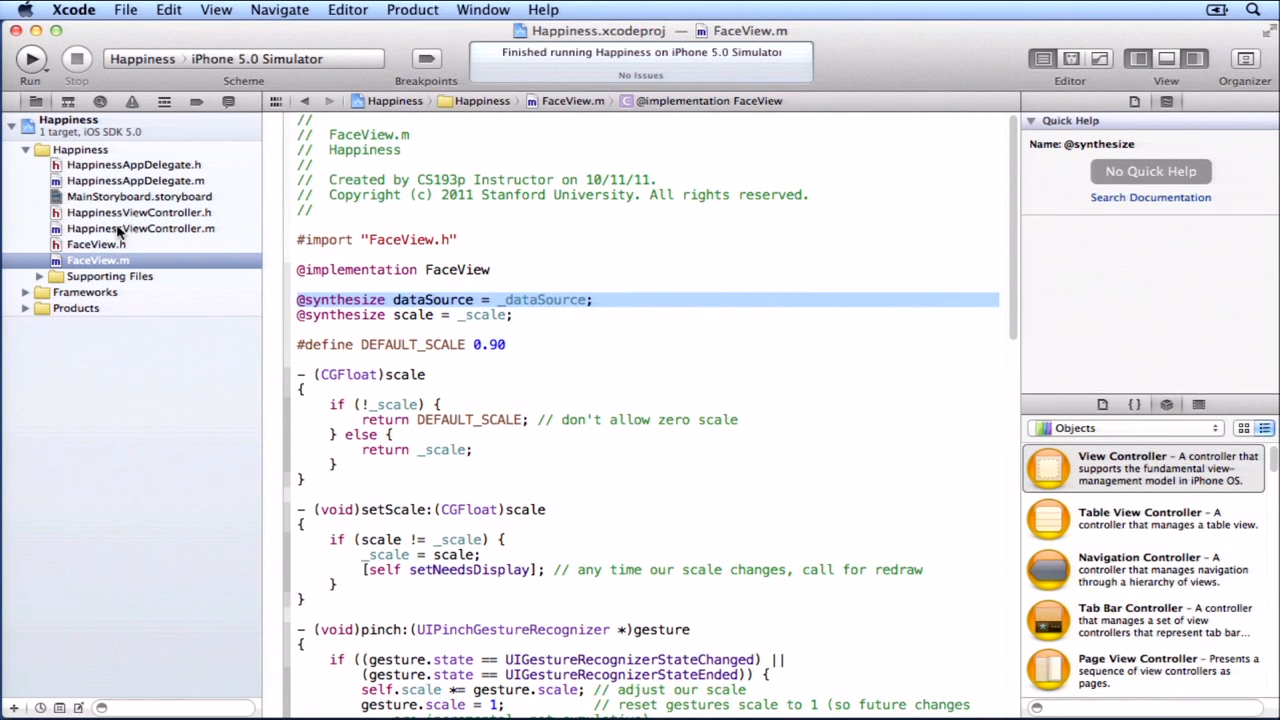 Xcode File Edit View Navigate Editor Product Window Help
Happiness.xcodeproj — FaceView.m
Happiness iPhone 5.0 Simulator
Finished running Happiness on iPhone 5.0 Simulator
No Issues
Run Stop Scheme Breakpoints Editor View Organizer
Happiness Happiness FaceView.m @implementation FaceView
Happiness
1 target, iOS SDK 5.0
Happiness
HappinessAppDelegate.h
HappinessAppDelegate.m
MainStoryboard.storyboard
HappinessViewController.h
HappinessViewController.m
FaceView.h
FaceView.m
Supporting Files
Frameworks
Products
//
// FaceView.m
// Happiness
//
// Created by CS193p Instructor on 10/11/11.
// Copyright (c) 2011 Stanford University. All rights reserved.
//
#import "FaceView.h"
@implementation FaceView
@synthesize dataSource = _dataSource;
@synthesize scale = _scale;
#define DEFAULT_SCALE 0.90
- (CGFloat)scale
{
if (!_scale) {
return DEFAULT_SCALE; // don't allow zero scale
} else {
return _scale;
}
}
- (void)setScale:(CGFloat)scale
{
if (scale != _scale) {
_scale = scale;
[self setNeedsDisplay]; // any time our scale changes, call for redraw
}
}
- (void)pinch:(UIPinchGestureRecognizer *)gesture
{
if ((gesture.state == UIGestureRecognizerStateChanged) ||
(gesture.state == UIGestureRecognizerStateEnded)) {
self.scale *= gesture.scale; // adjust our scale
gesture.scale = 1; // reset gestures scale to 1 (so future changes
are incremental, not cumulative)
Quick Help
Name: @synthesize
No Quick Help
Search Documentation
{}
Objects
View Controller – A controller that
supports the fundamental view-
management model in iPhone OS.
Table View Controller – A
controller that manages a table view.
Navigation Controller – A
controller that manages navigation
through a hierarchy of views.
Tab Bar Controller – A controller
that manages a set of view
controllers that represent tab bar...
Page View Controller – Presents a
sequence of view controllers as
pages.